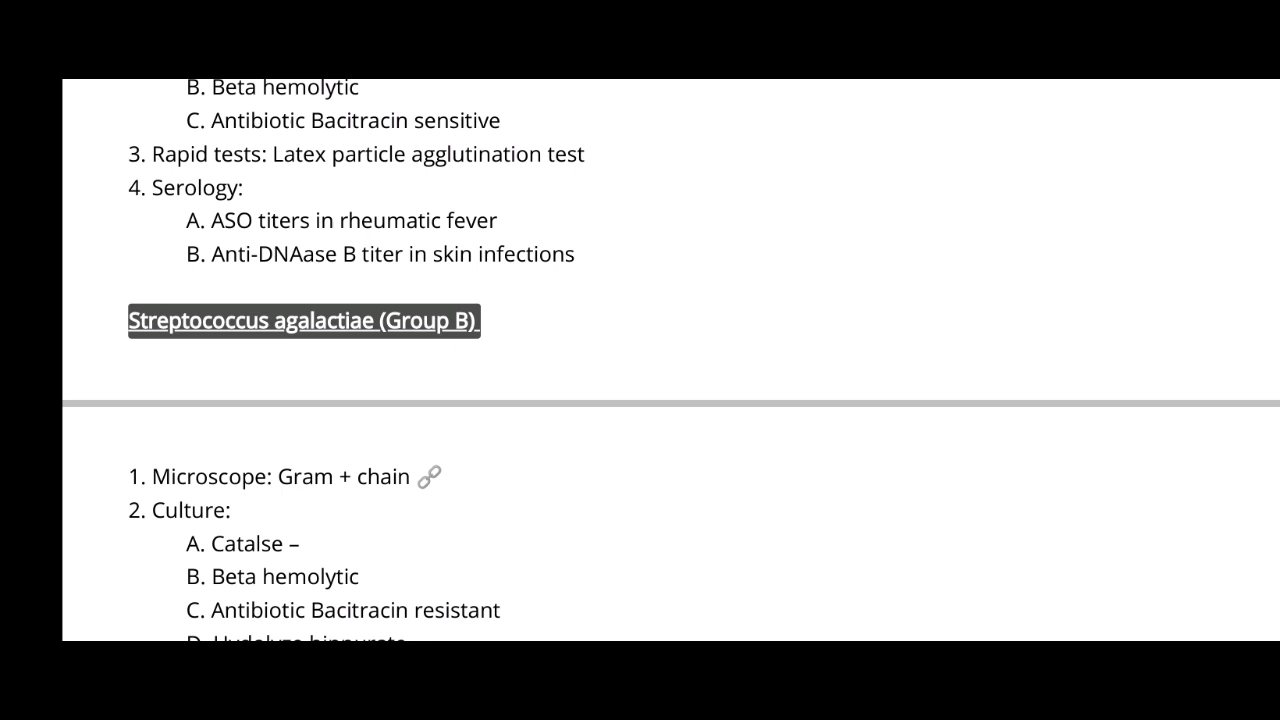 B. Beta hemolytic
C. Antibiotic Bacitracin sensitive
3. Rapid tests: Latex particle agglutination test
4. Serology:
A. ASO titers in rheumatic fever
B. Anti-DNAase B titer in skin infections
Streptococcus agalactiae (Group B)
1. Microscope: Gram + chain
2. Culture:
A. Catalse –
B. Beta hemolytic
C. Antibiotic Bacitracin resistant